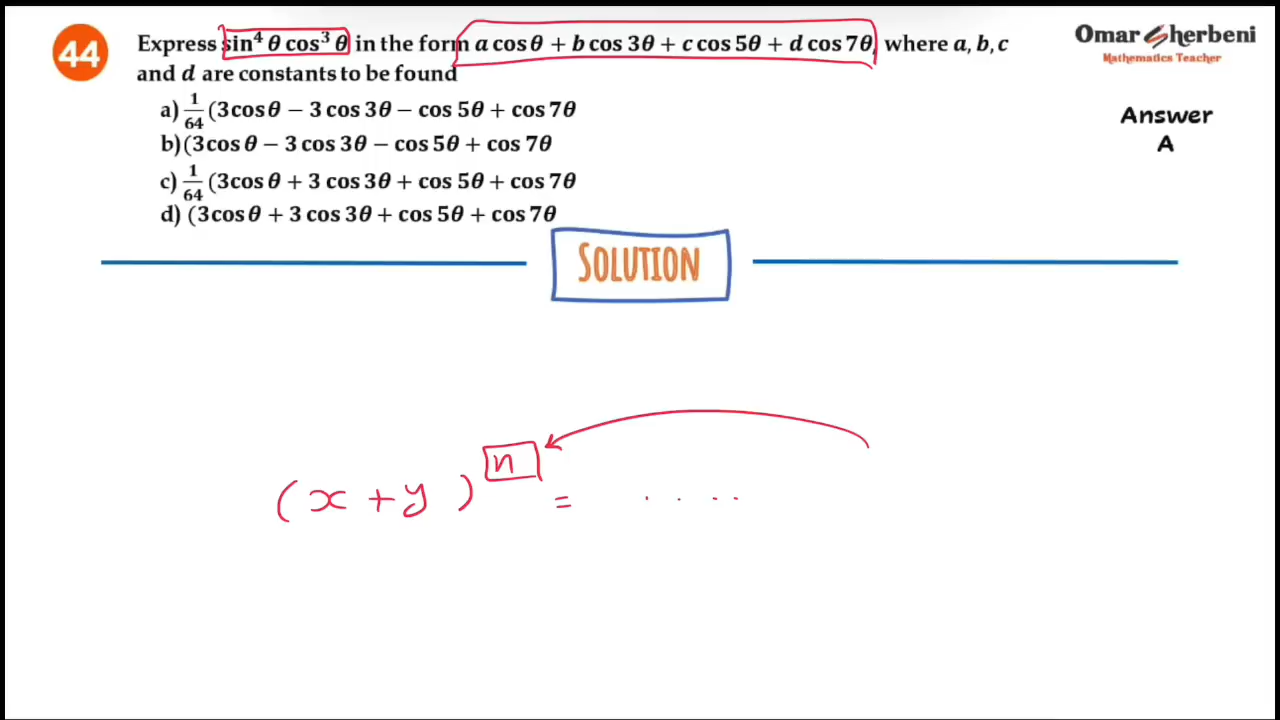 44
Express sin⁴ θ cos³ θ in the form a cos θ + b cos 3θ + c cos 5θ + d cos 7θ, where a, b, c
and d are constants to be found
a) 1/64 (3cos θ − 3 cos 3θ − cos 5θ + cos 7θ
b)(3cos θ − 3 cos 3θ − cos 5θ + cos 7θ
c) 1/64 (3cos θ + 3 cos 3θ + cos 5θ + cos 7θ
d) (3cos θ + 3 cos 3θ + cos 5θ + cos 7θ
Omar Sherbeni
Mathematics Teacher
Answer
A
SOLUTION
(x + y)ⁿ = ....